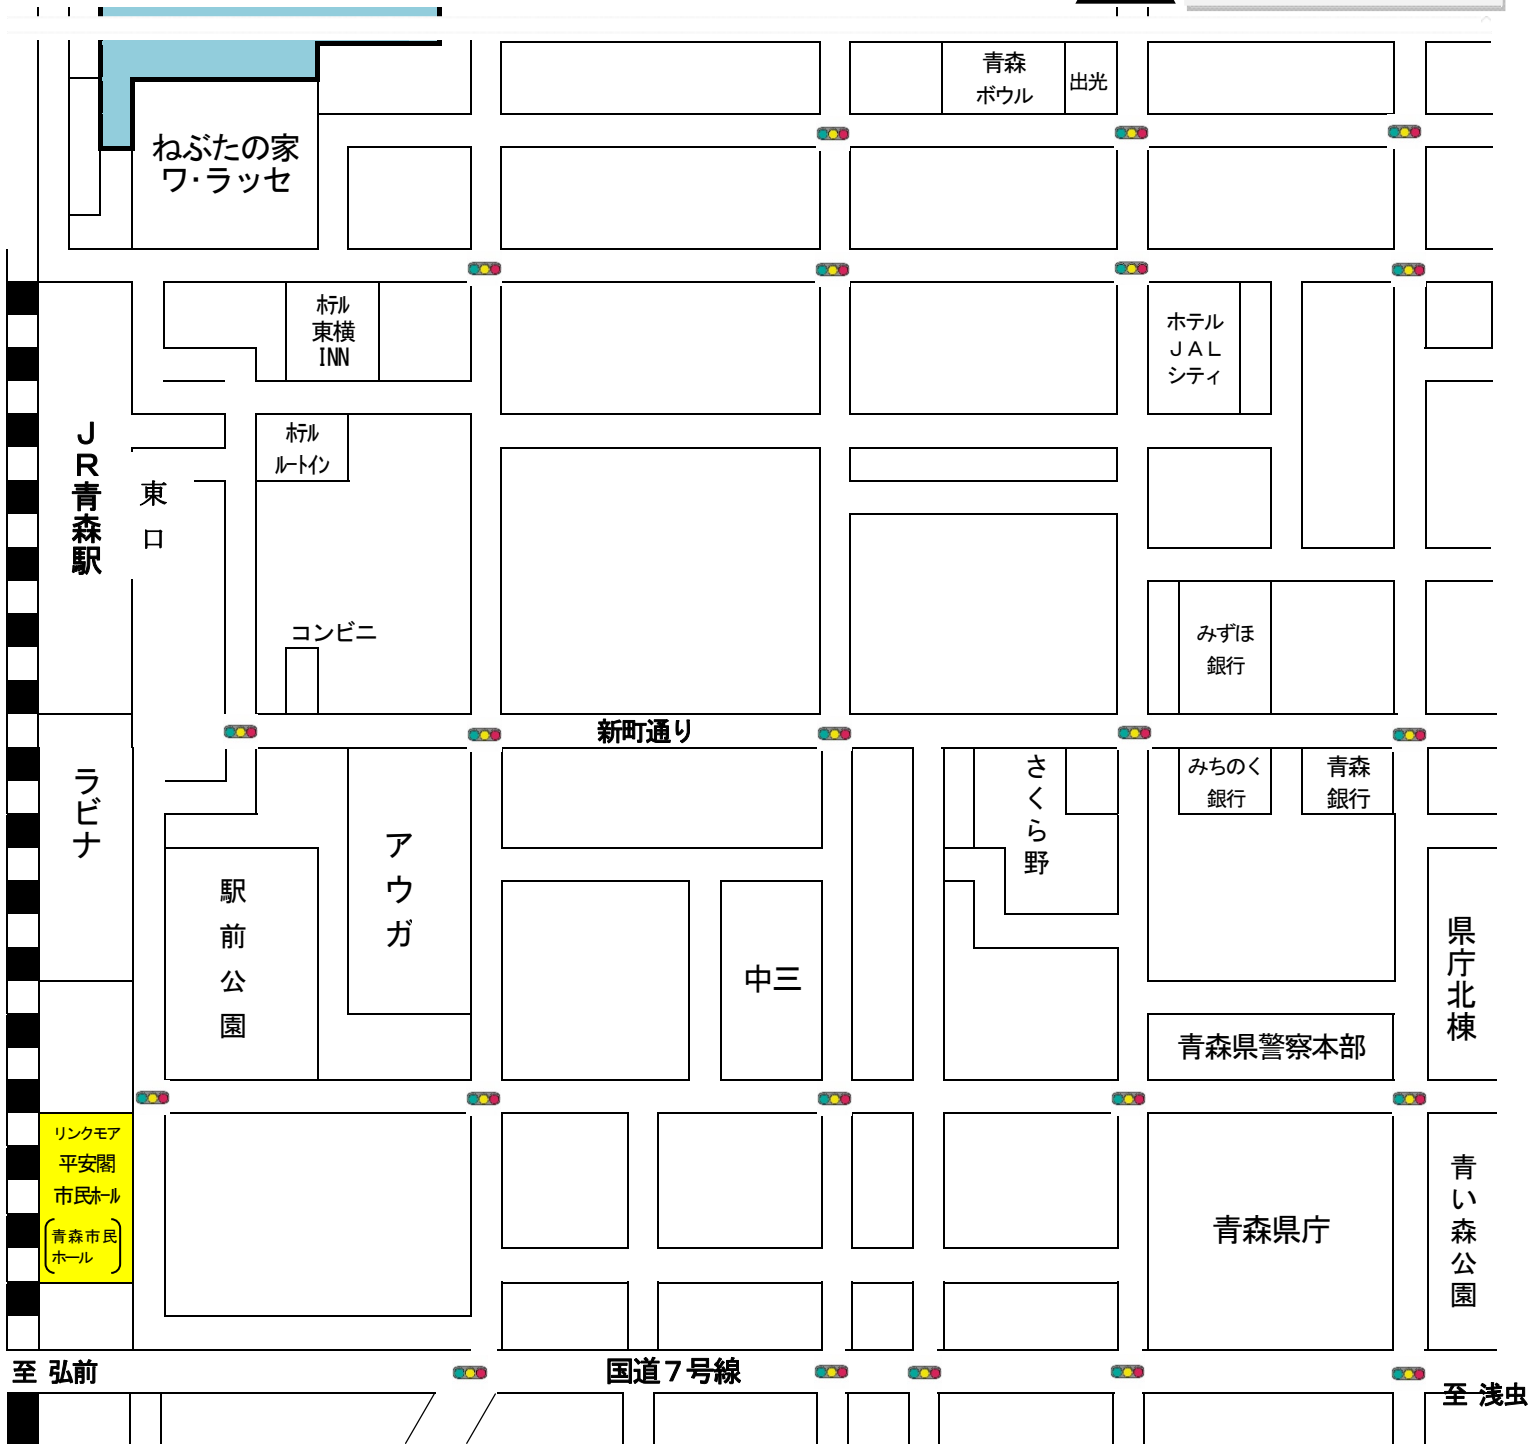 青森
ボウル
出光
ねぶたの家
ワ・ラッセ
ホテル
東横
INN
ホテル
JAL
シティ
JR青森駅
東口
ホテル
ルートイン
コンビニ
みずほ
銀行
新町通り
ラビナ
アウガ
さくら野
みちのく
銀行
青森
銀行
駅前公園
中三
県庁北棟
青森県警察本部
リンクモア
平安閣
市民ホール
(青森市民
ホール)
青森県庁
青い森公園
至 弘前
国道7号線
至 浅虫